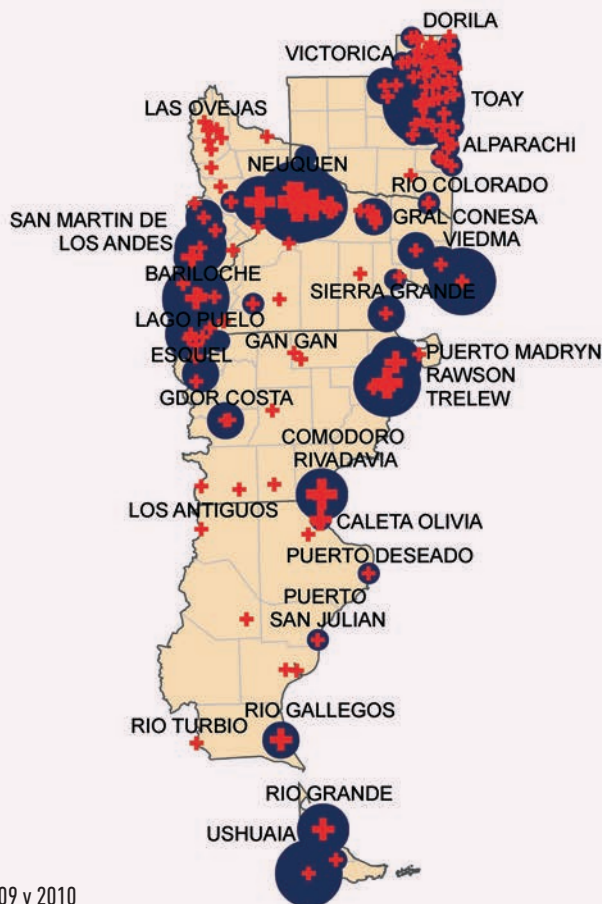 DORILA
VICTORICA
TOAY
LAS OVEJAS
ALPARACHI
NEUQUEN
RIO COLORADO
SAN MARTIN DE
LOS ANDES
GRAL CONESA
VIEDMA
BARILOCHE
SIERRA GRANDE
LAGO PUELO
ESQUEL
GAN GAN
PUERTO MADRYN
RAWSON
TRELEW
GDOR COSTA
COMODORO
RIVADAVIA
LOS ANTIGUOS
CALETA OLIVIA
PUERTO DESEADO
PUERTO
SAN JULIAN
RIO GALLEGOS
RIO TURBIO
RIO GRANDE
USHUAIA
09 y 2010